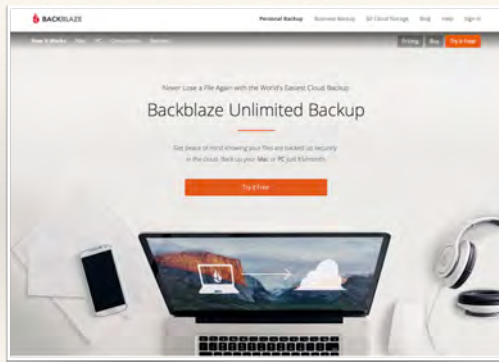 BACKBLAZE Personal Backup Business Backup B2 Cloud Storage Blog Help Sign In
How It Works Mac PC Comparison Restore Pricing Buy Try It Free
Never Lose a File Again with the World's Easiest Cloud Backup
Backblaze Unlimited Backup
Get peace of mind knowing your files are backed up securely
in the cloud. Back up your Mac or PC just $5/month.
Try it Free